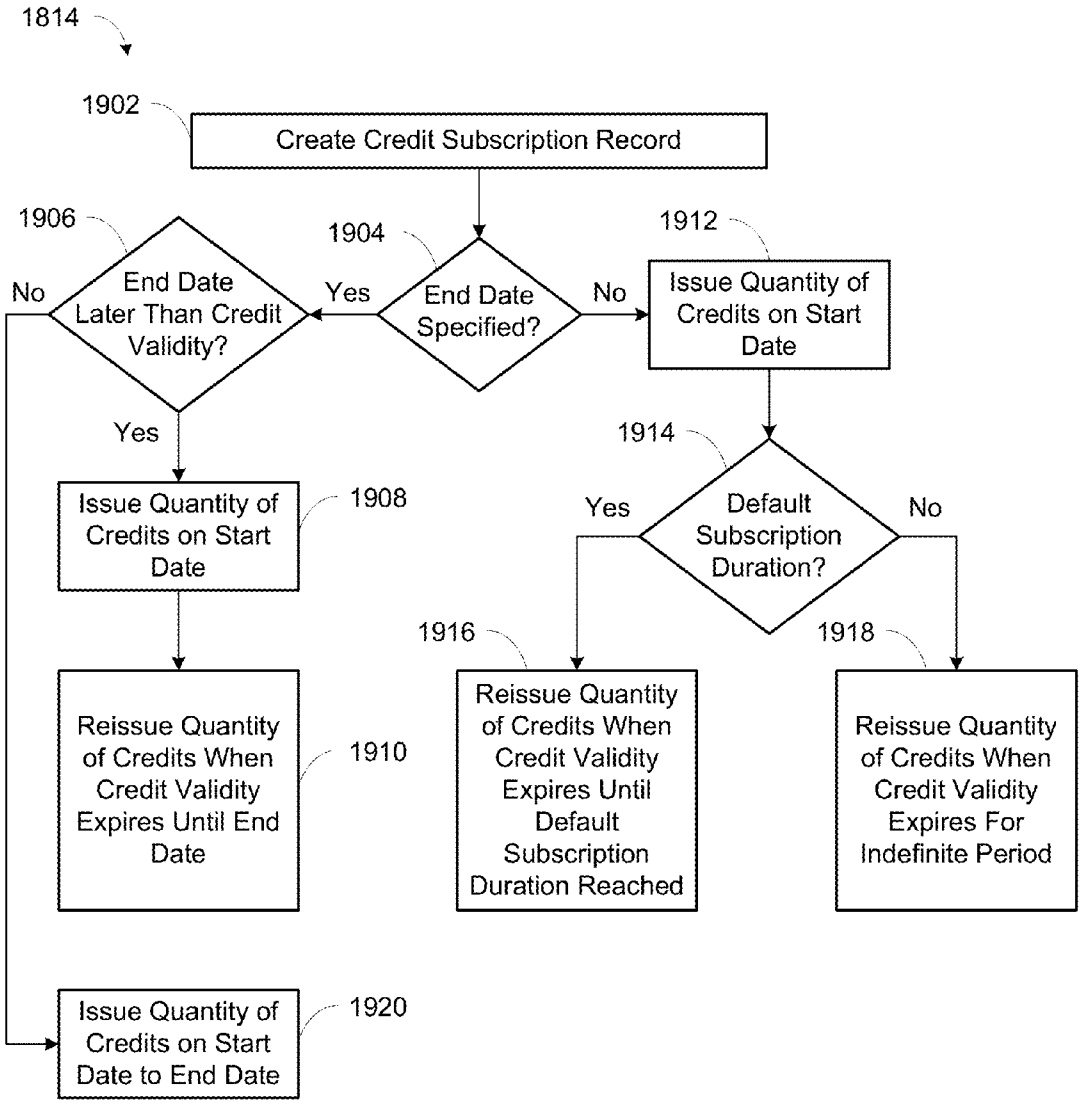 1814
1902
Create Credit Subscription Record
1906
1904
1912
No
End Date
Later Than Credit
Validity?
Yes
End Date
Specified?
No
Issue Quantity of
Credits on Start
Date
Yes
1914
Issue Quantity of
Credits on Start
Date
1908
Yes
Default
Subscription
Duration?
No
1916
1918
Reissue Quantity
of Credits When
Credit Validity
Expires Until End
Date
1910
Reissue Quantity
of Credits When
Credit Validity
Expires Until
Default
Subscription
Duration Reached
Reissue Quantity
of Credits When
Credit Validity
Expires For
Indefinite Period
Issue Quantity of
Credits on Start
Date to End Date
1920